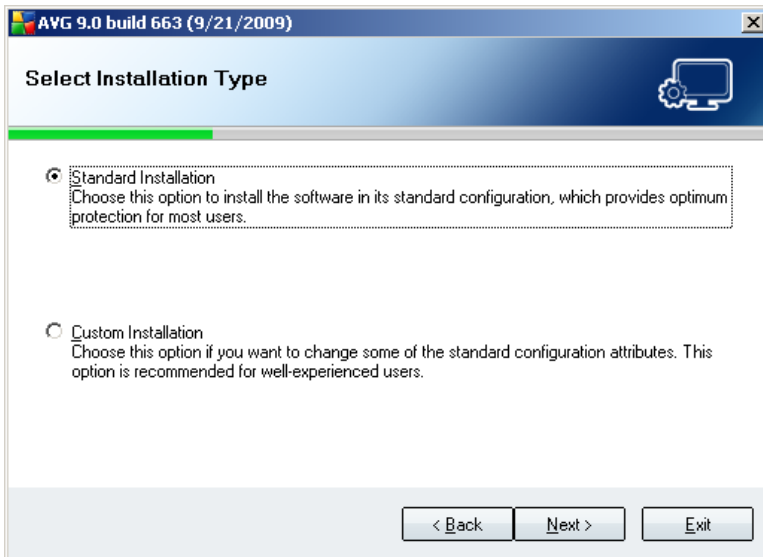 AVG 9.0 build 663 (9/21/2009)
Select Installation Type
Standard Installation
Choose this option to install the software in its standard configuration, which provides optimum
protection for most users.
Custom Installation
Choose this option if you want to change some of the standard configuration attributes. This
option is recommended for well-experienced users.
< Back Next > Exit